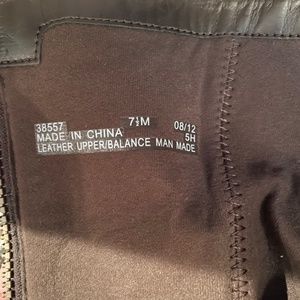 38557 7½M 08/12
MADE IN CHINA 5H
LEATHER UPPER/BALANCE MAN MADE